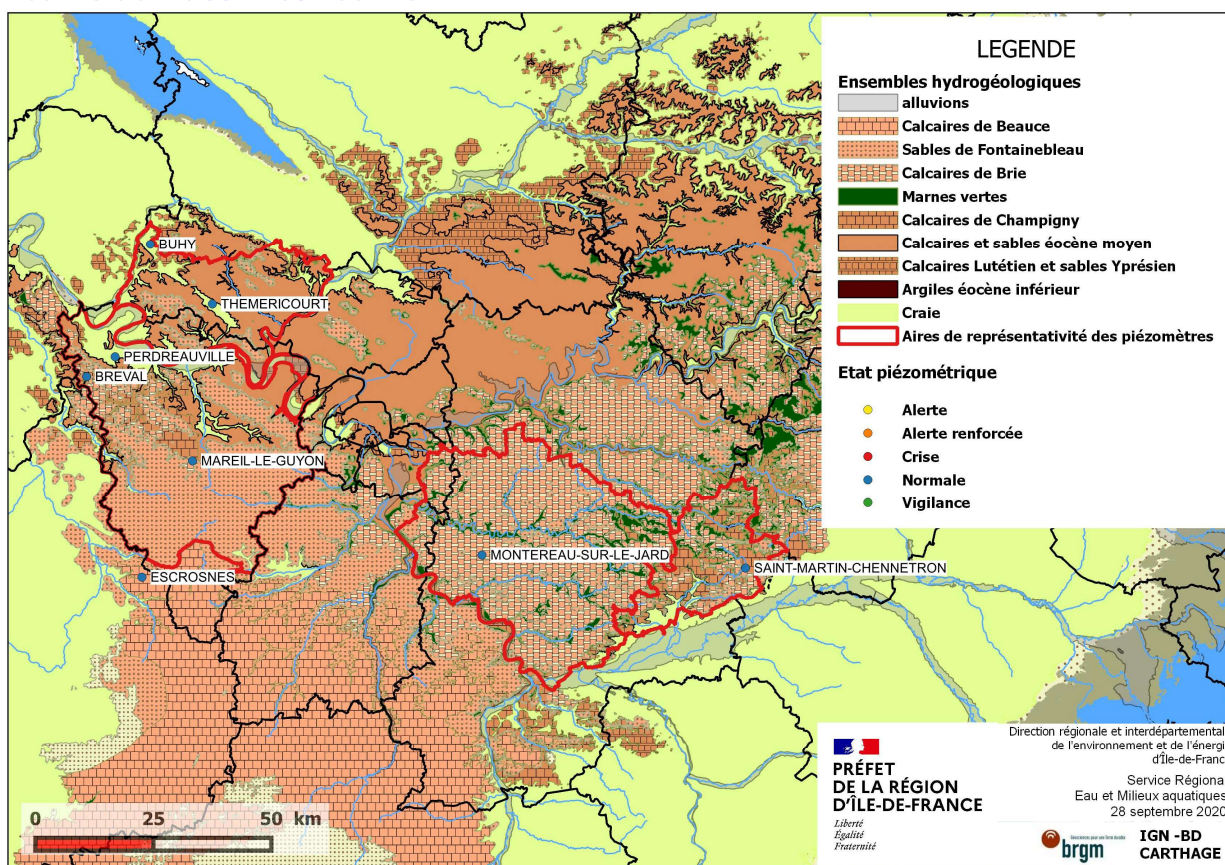 LEGENDE
Ensembles hydrogéologiques
alluvions
Calcaires de Beauce
Sables de Fontainebleau
Calcaires de Brie
Marnes vertes
Calcaires de Champigny
Calcaires et sables éocène moyen
Calcaires Lutétien et sables Yprésien
Argiles éocène inférieur
Craie
Aires de représentativité des piézomètres
Etat piézométrique
Alerte
Alerte renforcée
Crise
Normale
Vigilance
BUHY
THEMERICOURT
PERDREAUVILLE
BREVAL
MAREIL-LE-GUYON
MONTEREAU-SUR-LE-JARD
SAINT-MARTIN-CHENNETRON
ESCROSNES
0 25 50 km
PRÉFET
DE LA RÉGION
D'ÎLE-DE-FRANCE
Liberté
Égalité
Fraternité
Direction régionale et interdépartemental
de l'environnement et de l'énergi
d'Île-de-Franc
Service Régiona
Eau et Milieux aquatiques
28 septembre 2020
brgm
IGN -BD
CARTHAGE